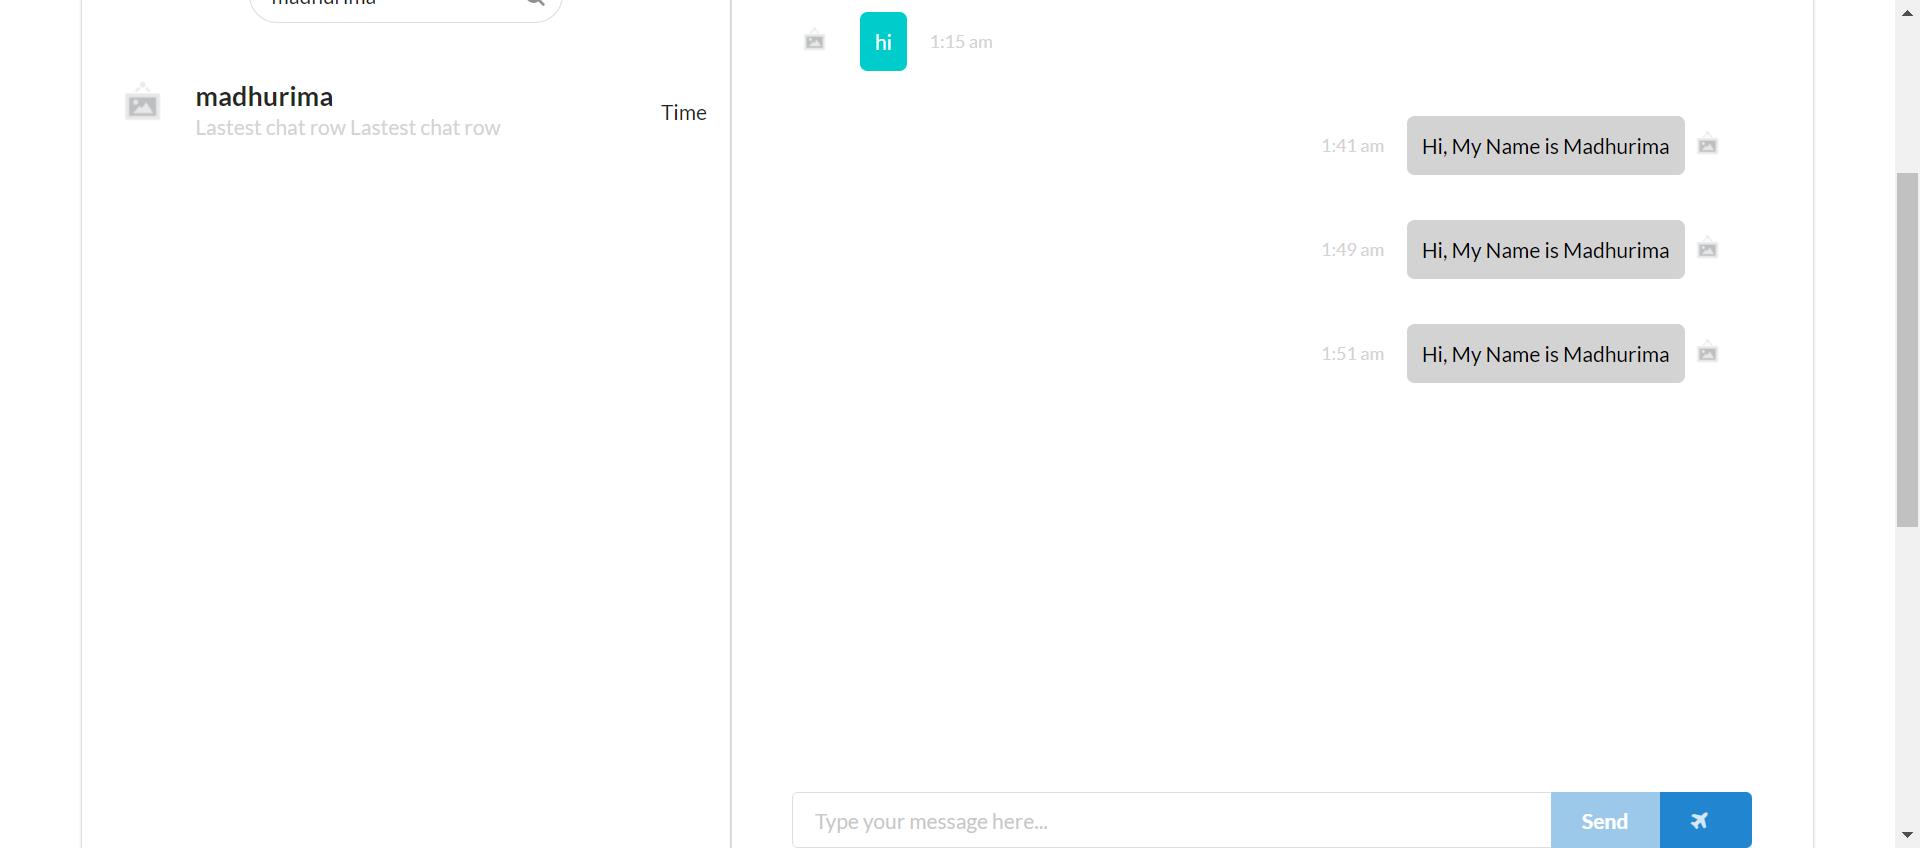 madhurima
madhurima
Lastest chat row Lastest chat row
Time
hi
1:15 am
1:41 am
Hi, My Name is Madhurima
1:49 am
Hi, My Name is Madhurima
1:51 am
Hi, My Name is Madhurima
Type your message here...
Send